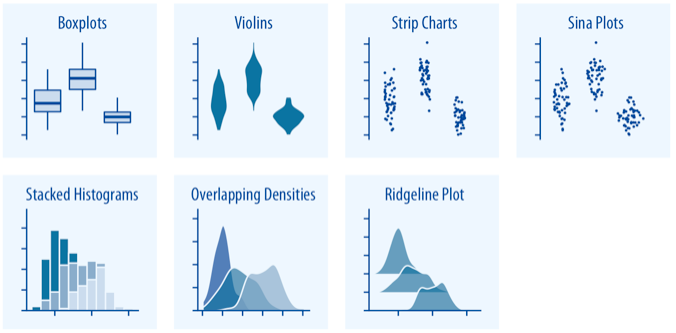 Boxplots
Violins
Strip Charts
Sina Plots
Stacked Histograms
Overlapping Densities
Ridgeline Plot